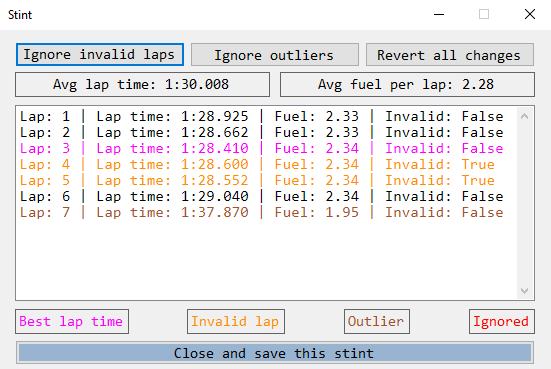 Stint
Ignore invalid laps
Ignore outliers
Revert all changes
Avg lap time: 1:30.008
Avg fuel per lap: 2.28
Lap: 1 | Lap time: 1:28.925 | Fuel: 2.33 | Invalid: False
Lap: 2 | Lap time: 1:28.662 | Fuel: 2.33 | Invalid: False
Lap: 3 | Lap time: 1:28.410 | Fuel: 2.34 | Invalid: False
Lap: 4 | Lap time: 1:28.600 | Fuel: 2.34 | Invalid: True
Lap: 5 | Lap time: 1:28.552 | Fuel: 2.34 | Invalid: True
Lap: 6 | Lap time: 1:29.040 | Fuel: 2.34 | Invalid: False
Lap: 7 | Lap time: 1:37.870 | Fuel: 1.95 | Invalid: False
Best lap time
Invalid lap
Outlier
Ignored
Close and save this stint